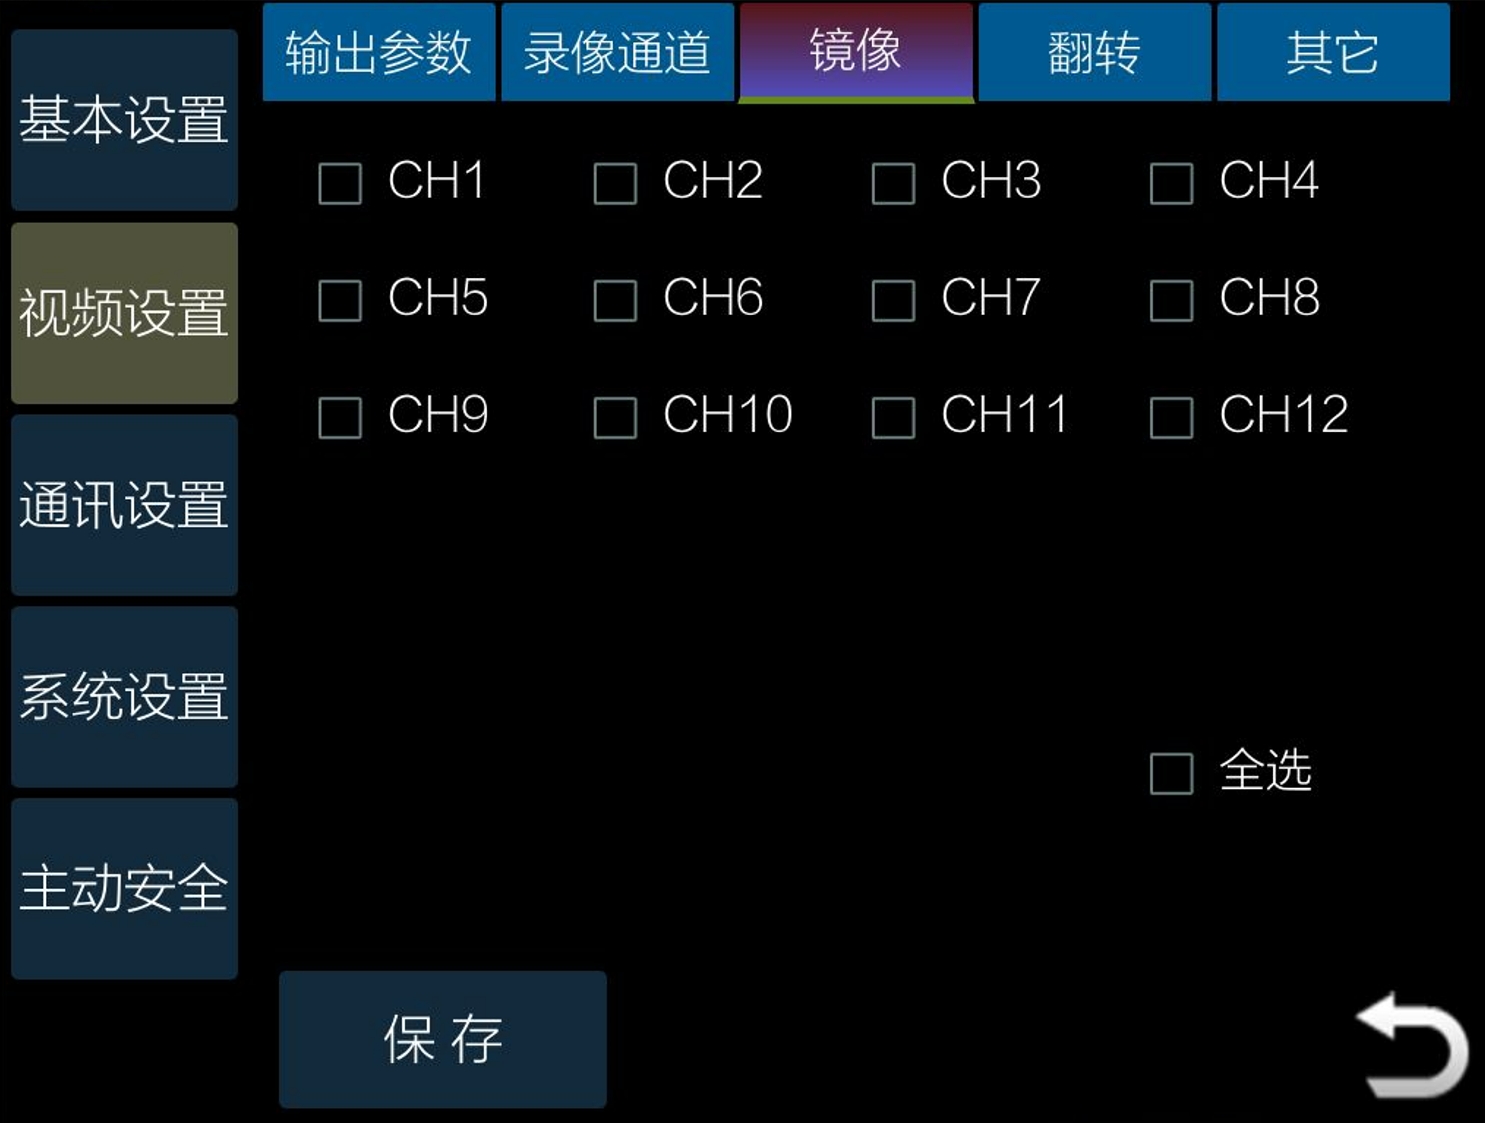 输出参数 录像通道 镜像 翻转 其它
基本设置
视频设置
通讯设置
系统设置
主动安全
CH1 CH2 CH3 CH4
CH5 CH6 CH7 CH8
CH9 CH10 CH11 CH12
全选
保存